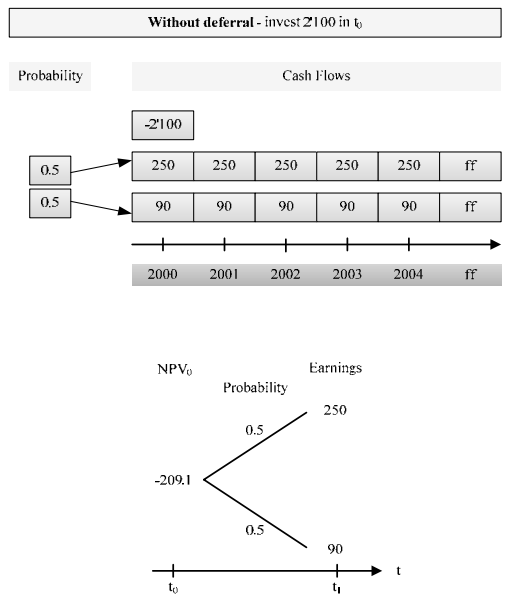 Without deferral - invest 2'100 in t0
Probability Cash Flows
-2'100
0.5 250 250 250 250 250 ff
0.5 90 90 90 90 90 ff
2000 2001 2002 2003 2004 ff
NPV0 Earnings
Probability
250
0.5
-209.1
0.5
90
t
t0 t1